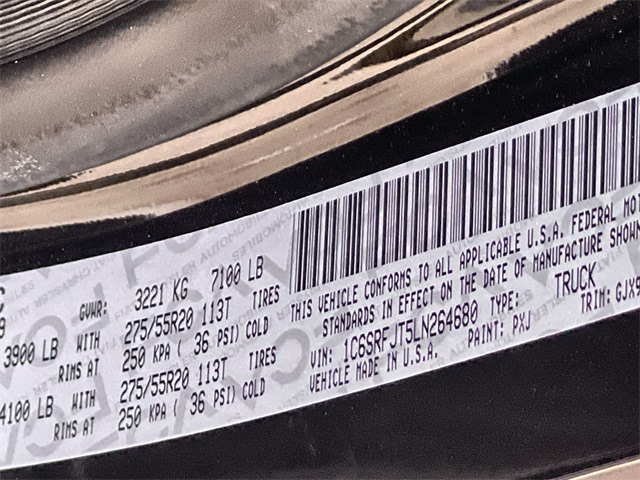 GVWR: 3221 KG 7100 LB
3900 LB WITH 275/55R20 113T TIRES
RIMS AT 250 KPA ( 36 PSI) COLD
4100 LB WITH 275/55R20 113T TIRES
RIMS AT 250 KPA ( 36 PSI) COLD
THIS VEHICLE CONFORMS TO ALL APPLICABLE U.S.A. FEDERAL MOT
STANDARDS IN EFFECT ON THE DATE OF MANUFACTURE SHOWN
VIN: 1C6SRFJT5LN264680 TYPE: TRUCK
VEHICLE MADE IN U.S.A. PAINT: PXJ TRIM: GJX9